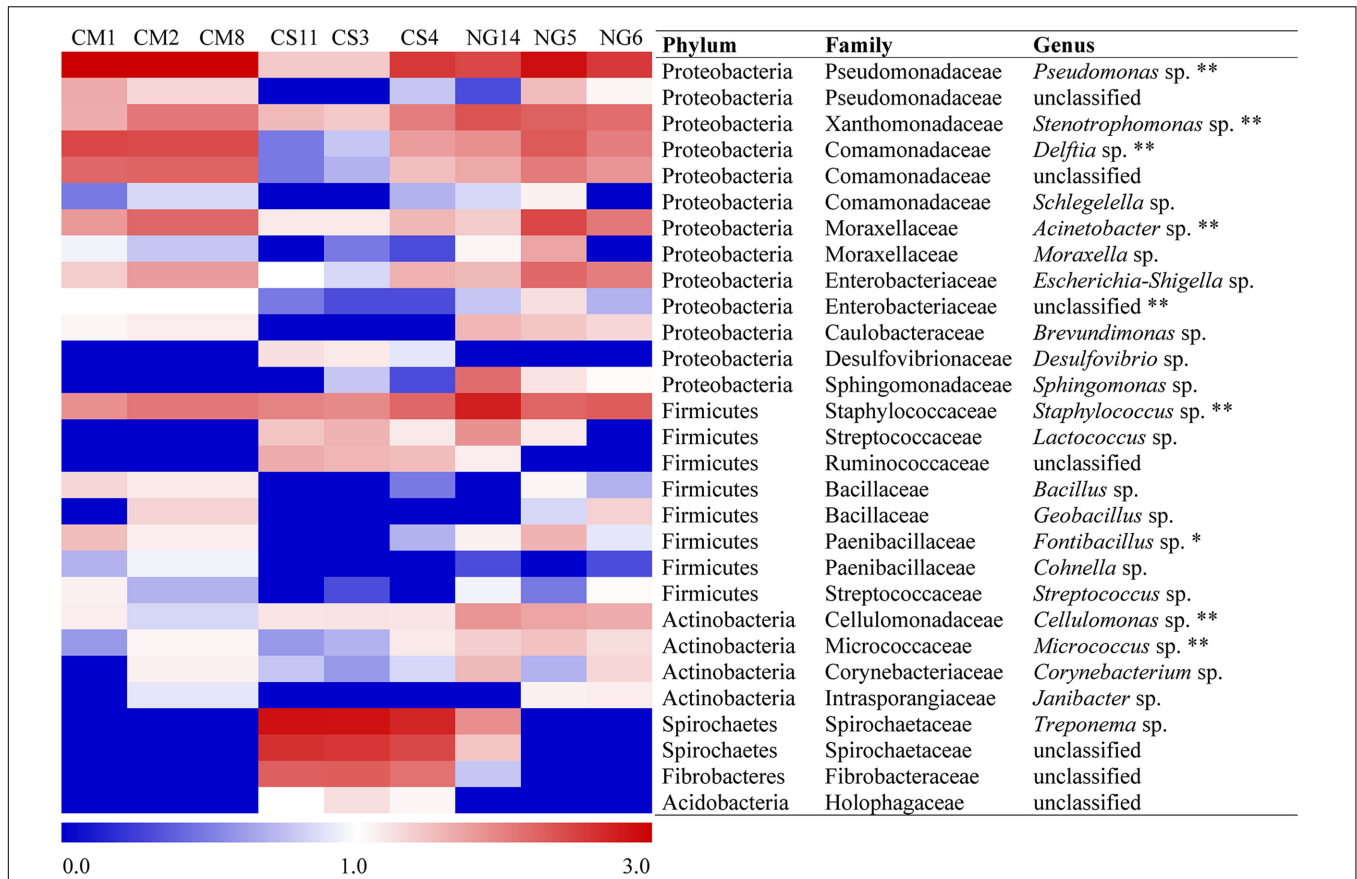 CM1 CM2 CM8 CS11 CS3 CS4 NG14 NG5 NG6
Phylum Family Genus
Proteobacteria Pseudomonadaceae Pseudomonas sp. **
Proteobacteria Pseudomonadaceae unclassified
Proteobacteria Xanthomonadaceae Stenotrophomonas sp. **
Proteobacteria Comamonadaceae Delftia sp. **
Proteobacteria Comamonadaceae unclassified
Proteobacteria Comamonadaceae Schlegelella sp.
Proteobacteria Moraxellaceae Acinetobacter sp. **
Proteobacteria Moraxellaceae Moraxella sp.
Proteobacteria Enterobacteriaceae Escherichia-Shigella sp.
Proteobacteria Enterobacteriaceae unclassified **
Proteobacteria Caulobacteraceae Brevundimonas sp.
Proteobacteria Desulfovibrionaceae Desulfovibrio sp.
Proteobacteria Sphingomonadaceae Sphingomonas sp.
Firmicutes Staphylococcaceae Staphylococcus sp. **
Firmicutes Streptococcaceae Lactococcus sp.
Firmicutes Ruminococcaceae unclassified
Firmicutes Bacillaceae Bacillus sp.
Firmicutes Bacillaceae Geobacillus sp.
Firmicutes Paenibacillaceae Fontibacillus sp. *
Firmicutes Paenibacillaceae Cohnella sp.
Firmicutes Streptococcaceae Streptococcus sp.
Actinobacteria Cellulomonadaceae Cellulomonas sp. **
Actinobacteria Micrococcaceae Micrococcus sp. **
Actinobacteria Corynebacteriaceae Corynebacterium sp.
Actinobacteria Intrasporangiaceae Janibacter sp.
Spirochaetes Spirochaetaceae Treponema sp.
Spirochaetes Spirochaetaceae unclassified
Fibrobacteres Fibrobacteraceae unclassified
Acidobacteria Holophagaceae unclassified
0.0 1.0 3.0